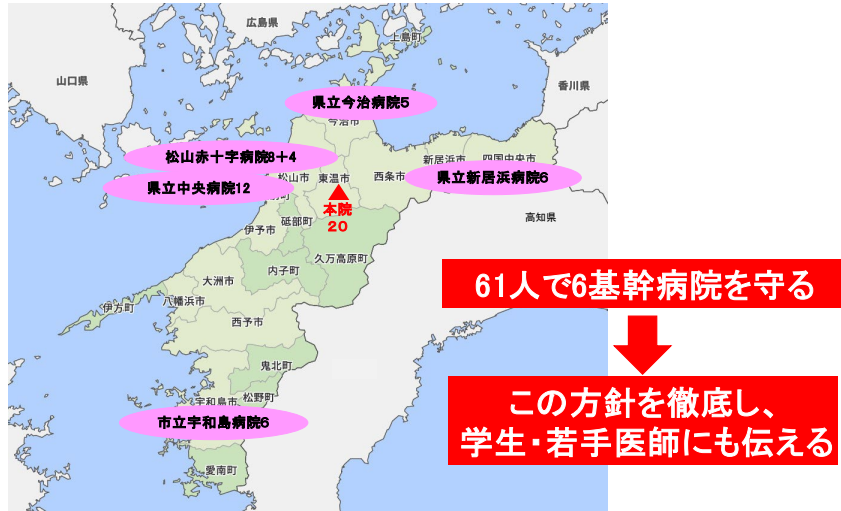 広島県
上島町
山口県
香川県
県立今治病院5
今治市
松山赤十字病院8+4
新居浜市
四国中央市
県立中央病院12
松山市
東温市
西条市
県立新居浜病院6
本院
20
砥部町
高知県
伊予市
久万高原町
内子町
61人で6基幹病院を守る
大洲市
八幡浜市
伊方町
西予市
鬼北町
この方針を徹底し、
学生・若手医師にも伝える
松野町
宇和島市
市立宇和島病院6
愛南町